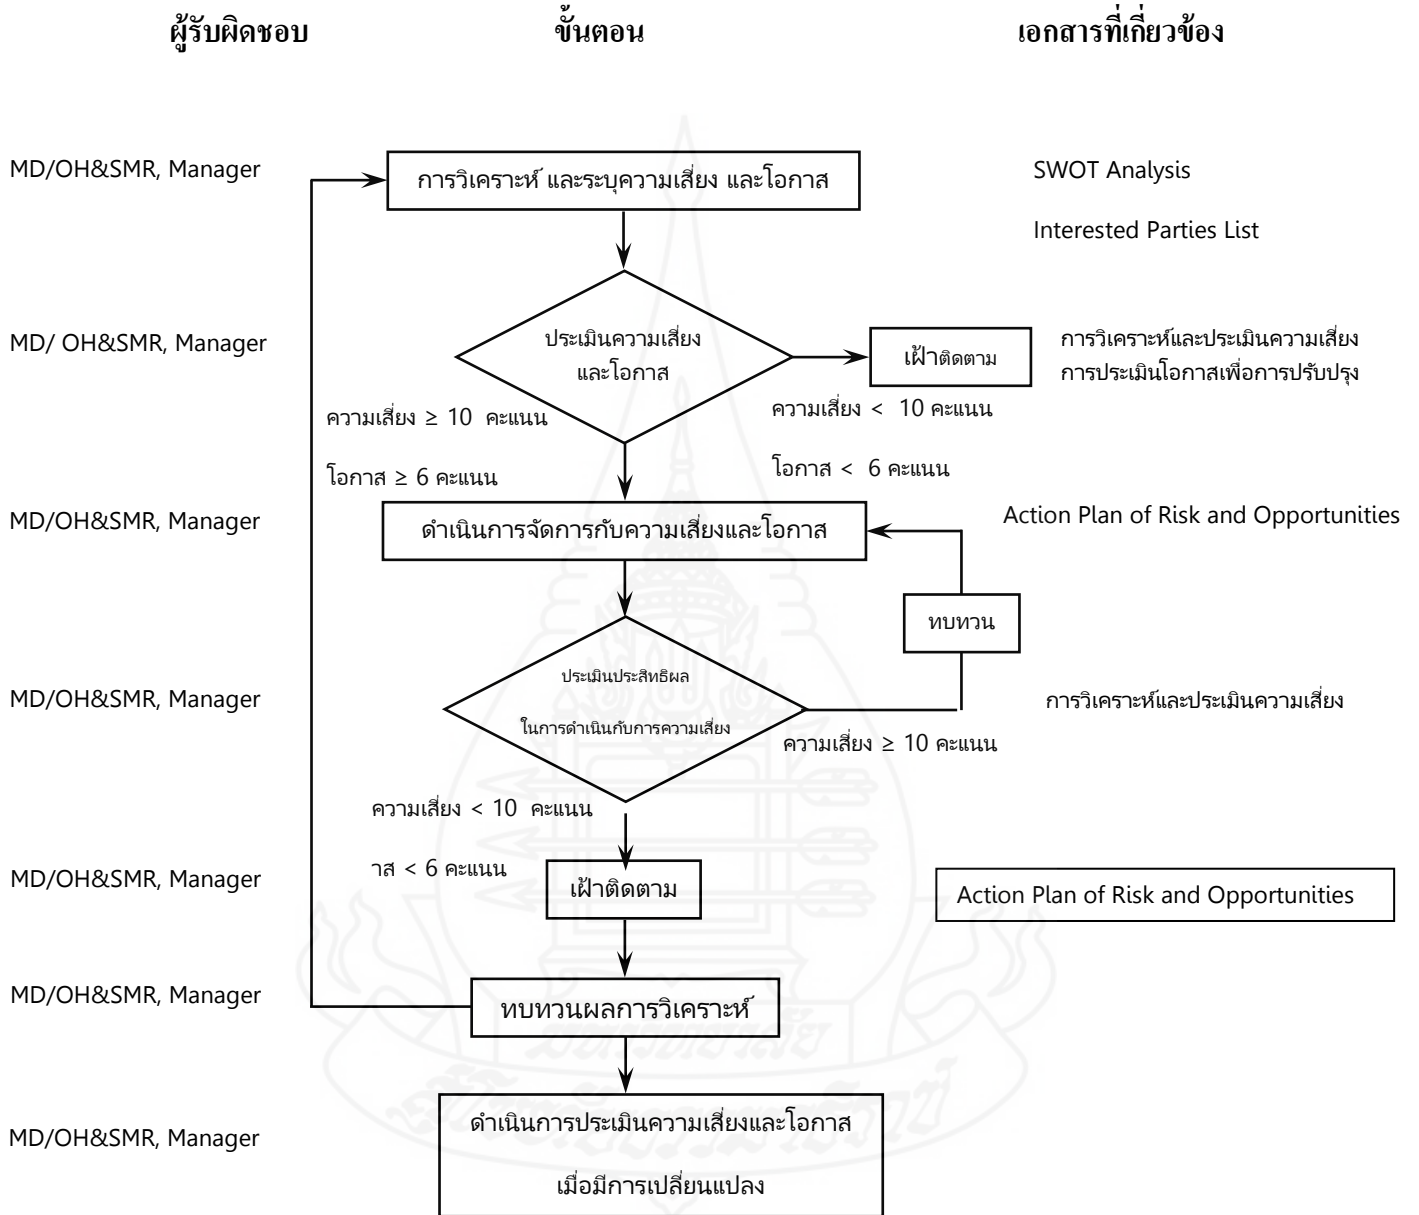 ผู้รับผิดชอบ ขั้นตอน เอกสารที่เกี่ยวข้อง
MD/OH&SMR, Manager
การวิเคราะห์ และระบุความเสี่ยง และโอกาส
SWOT Analysis
Interested Parties List
MD/ OH&SMR, Manager
ประเมินความเสี่ยง
และโอกาส
เฝ้าติดตาม
การวิเคราะห์และประเมินความเสี่ยง
การประเมินโอกาสเพื่อการปรับปรุง
ความเสี่ยง ≥ 10 คะแนน
ความเสี่ยง < 10 คะแนน
โอกาส ≥ 6 คะแนน
โอกาส < 6 คะแนน
MD/OH&SMR, Manager
ดำเนินการจัดการกับความเสี่ยงและโอกาส
Action Plan of Risk and Opportunities
ทบทวน
MD/OH&SMR, Manager
ประเมินประสิทธิผล
ในการดำเนินกับการความเสี่ยง
การวิเคราะห์และประเมินความเสี่ยง
ความเสี่ยง ≥ 10 คะแนน
ความเสี่ยง < 10 คะแนน
าส < 6 คะแนน
MD/OH&SMR, Manager
เฝ้าติดตาม
Action Plan of Risk and Opportunities
MD/OH&SMR, Manager
ทบทวนผลการวิเคราะห์
มหาวิทยาลัย
สุโขทัยธรรมาธิราช
MD/OH&SMR, Manager
ดำเนินการประเมินความเสี่ยงและโอกาส
เมื่อมีการเปลี่ยนแปลง